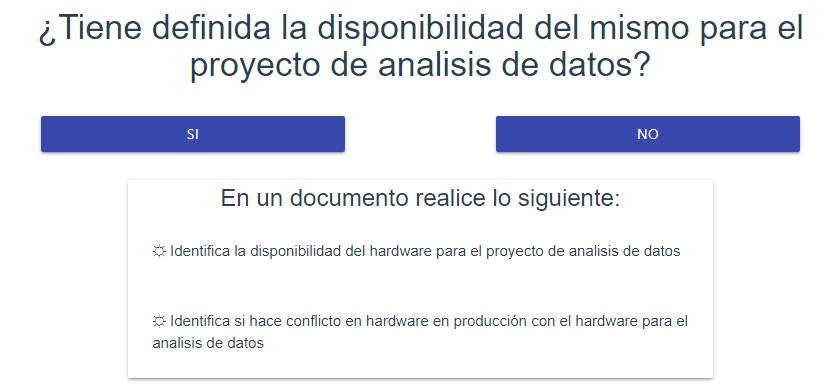 ¿Tiene definida la disponibilidad del mismo para el
proyecto de analisis de datos?
SI
NO
En un documento realice lo siguiente:
☼ Identifica la disponibilidad del hardware para el proyecto de analisis de datos
☼ Identifica si hace conflicto en hardware en producción con el hardware para el
analisis de datos